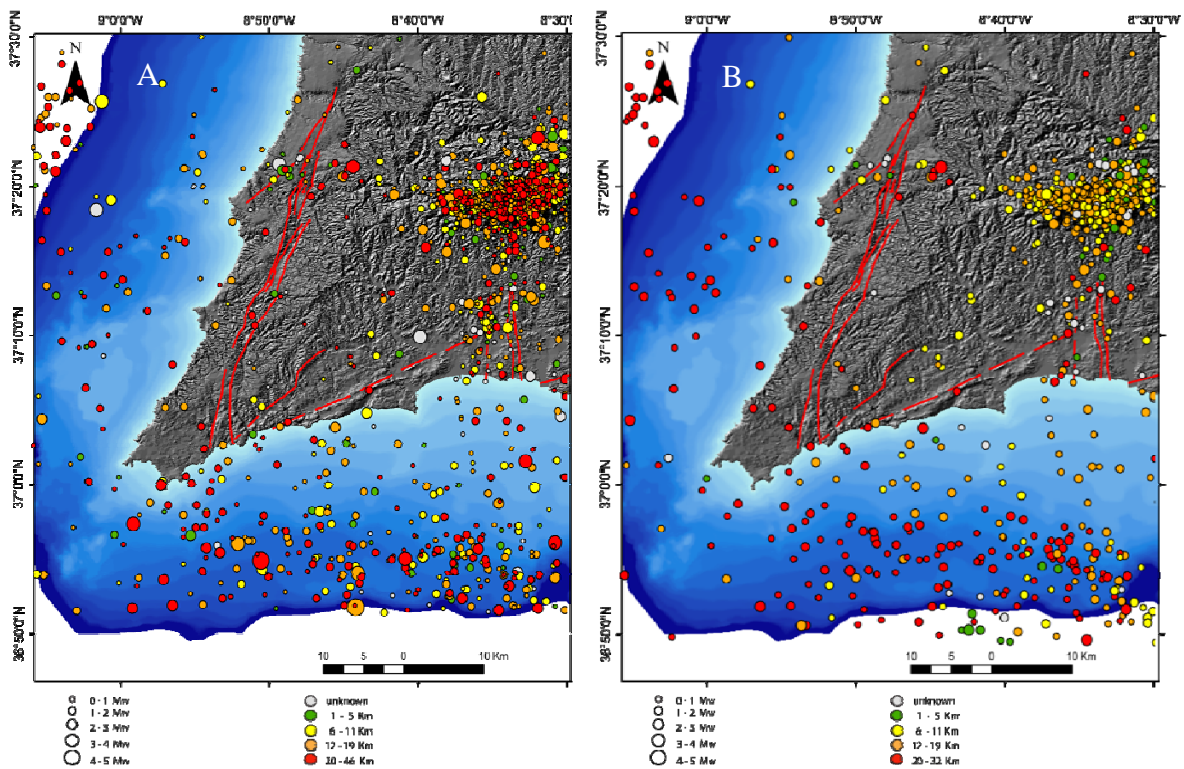 9°0'0"W 8°50'0"W 8°40'0"W 8°30'0"W
9°0'0"W 8°50'0"W 8°40'0"W 8°30'0"W
37°30'0"N
37°20'0"N
37°10'0"N
37°0'0"N
36°50'0"N
37°30'0"N
37°20'0"N
37°10'0"N
37°0'0"N
36°50'0"N
N
A
N
B
10 5 0 10 Km
10 5 0 10 Km
0 - 1 Mw
1 - 2 Mw
2 - 3 Mw
3 - 4 Mw
4 - 5 Mw
unknown
1 - 5 Km
6 - 11 Km
12 - 19 Km
20 - 46 Km
0 - 1 Mw
1 - 2 Mw
2 - 3 Mw
3 - 4 Mw
4 - 5 Mw
unknown
1 - 5 Km
6 - 11 Km
12 - 19 Km
20 - 32 Km